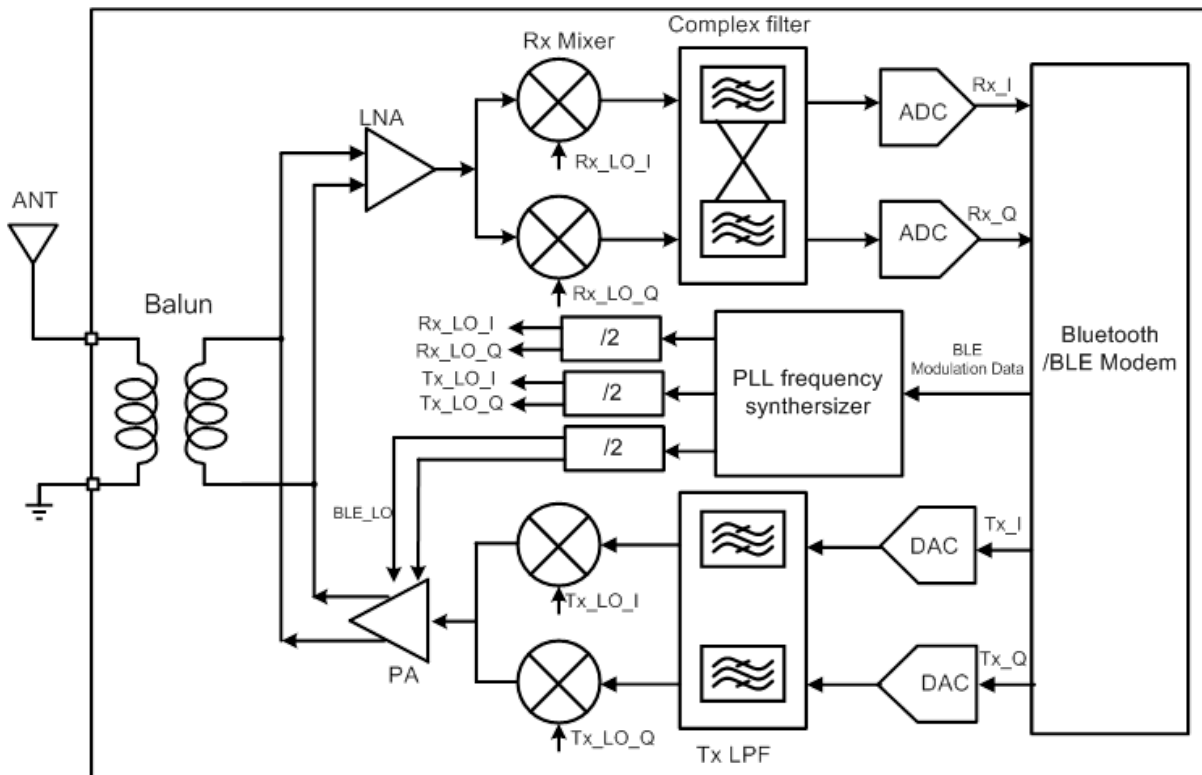 Complex filter
Rx Mixer
LNA
ADC
Rx_I
Rx_LO_I
ANT
ADC
Rx_Q
Rx_LO_Q
Balun
Rx_LO_I
Rx_LO_Q
/2
Tx_LO_I
Tx_LO_Q
/2
/2
PLL frequency
synthersizer
BLE
Modulation Data
Bluetooth
/BLE Modem
BLE_LO
DAC
Tx_I
Tx_LO_I
PA
DAC
Tx_Q
Tx_LO_Q
Tx LPF